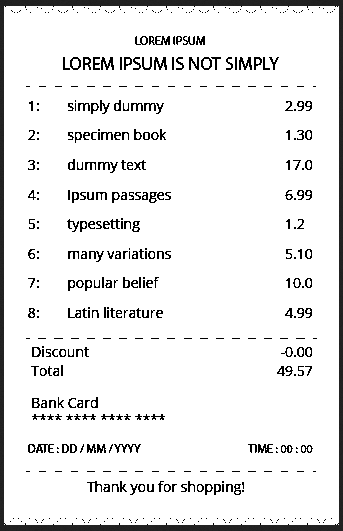 LOREM IPSUM
LOREM IPSUM IS NOT SIMPLY
1: simply dummy 2.99
2: specimen book 1.30
3: dummy text 17.0
4: Ipsum passages 6.99
5: typesetting 1.2
6: many variations 5.10
7: popular belief 10.0
8: Latin literature 4.99
Discount -0.00
Total 49.57
Bank Card
**** **** **** ****
DATE : DD / MM / YYYY TIME : 00 : 00
Thank you for shopping!